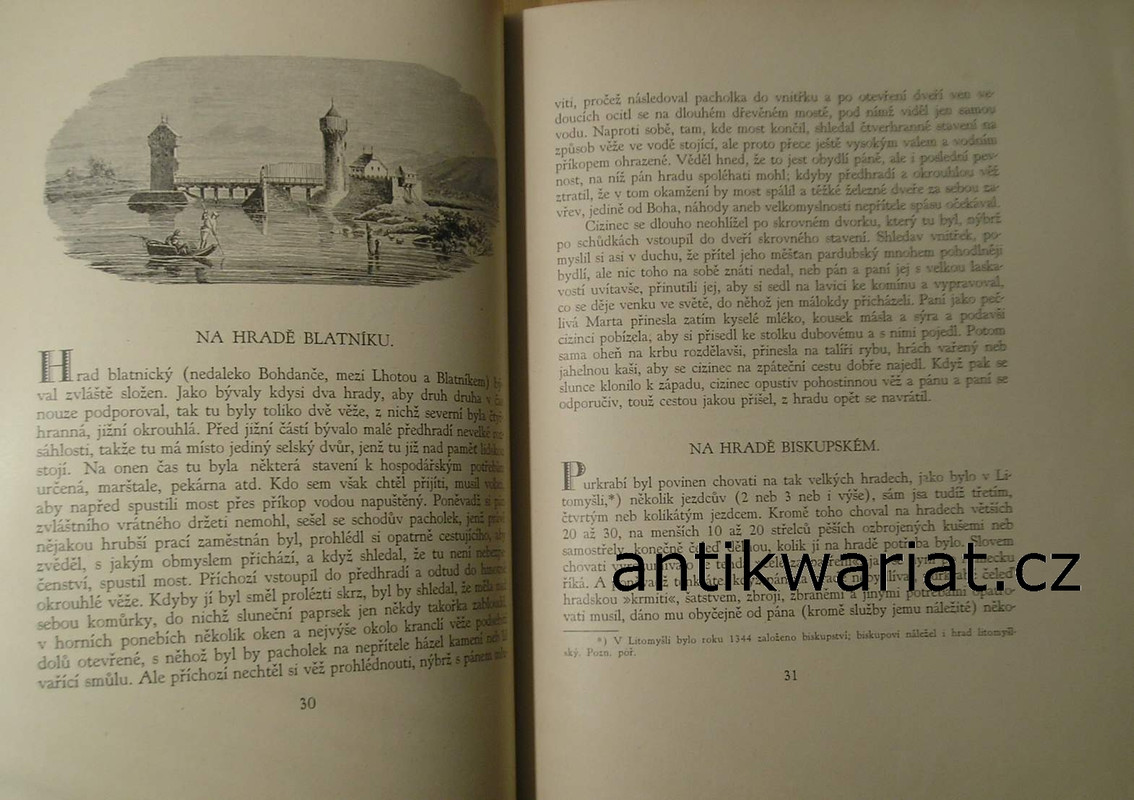 NA HRADĚ BLATNÍKU.
Hrad blatnický (nedaleko Bohdanče, mezi Lhotou a Blatníkem)
val zvláště složen. Jako bývaly kdysi dva hrady, aby druh druha v
nouze podporoval, tak tu byly toliko dvě věže, z nichž severní byla
hranná, jižní okrouhlá. Před jižní částí bývalo malé předhradí nevelké
sáhlosti, takže tu má místo jediný selský dvůr, jenž tu již nad paměť
stojí. Na onen čas tu byla některá stavení k hospodářským potřebám
určená, marštale, pekárna atd. Kdo sem však chtěl přijíti, musil
aby napřed spustili most přes příkop vodou napuštěný. Poněvadž si
zvláštního vrátného držeti nemohl, sešel se schodův pacholek, jenž
nějakou hrubší prací zaměstnán byl, prohlédl si opatrně cestujícího,
zvěděl, s jakým obmyslem přichází, a když shledal, že tu není
čenství, spustil most. Příchozí vstoupil do předhradí a odtud do
okrouhlé věže. Kdyby jí byl směl prolézti skrz, byl by shledal, že měla
sebou komůrky, do nichž sluneční paprsek jen někdy takořka
v horních ponebích několik oken a nejvýše okolo kranclí věže
dolů otevřené, s něhož byl by pacholek na nepřítele házel kamení neb
vařící smůlu. Ale příchozí nechtěl si věž prohlédnouti, nýbrž s pánem
30
viti, pročež následoval pacholka do vnitřku a po otevření dveří ven ve-
doucích ocitl se na dlouhém dřevěném mostě, pod nímž viděl jen samou
vodu. Naproti sobě, tam, kde most končil, shledal čtverhranné stavení na
způsob věže ve vodě stojící, ale proto přece ještě vysokým valem a vodním
příkopem ohrazené. Věděl hned, že to jest obydlí páně, ale i poslední pev-
nost, na níž pán hradu spoléhati mohl; kdyby předhradí a okrouhlou věž
ztratil, že v tom okamžení by most spálil a těžké železné dveře za sebou za-
vřev, jedině od Boha, náhody aneb velkomyslnosti nepřítele spásu očekával.
Cizinec se dlouho neohlížel po skrovném dvorku, který tu byl, nýbrž
po schůdkách vstoupil do dveří skrovného stavení. Shledav vnitřek, po-
myslil si asi v duchu, že přítel jeho měšťan pardubský mnohem pohodlněji
bydlí, ale nic toho na sobě znáti nedal, neb pán a paní jej s velkou laska-
vostí uvítavše, přinutili jej, aby si sedl na lavici ke komínu a vypravoval,
co se děje venku ve světě, do něhož jen málokdy přicházeli. Paní jako peč-
livá Marta přinesla zatím kyselé mléko, kousek másla a sýra a podavši
cizinci pobízela, aby si přisedl ke stolku dubovému a s nimi pojedl. Potom
sama oheň na krbu rozdělavši, přinesla na talíři rybu, hrách vařený neb
jahelnou kaši, aby se cizinec na zpáteční cestu dobře najedl. Když pak se
slunce klonilo k západu, cizinec opustiv pohostinnou věž a pánu a paní se
odporučiv, touž cestou jakou přišel, z hradu opět se navrátil.
NA HRADĚ BISKUPSKÉM.
Purkrabí byl povinen chovati na tak velkých hradech, jako bylo v Li-
tomyšli,*) několik jezdců (2 neb 3 neb i výše), sám jsa tudíž třetím,
čtvrtým neb kolikátým jezdcem. Kromě toho choval na hradech větších
20 až 30, na menších 10 až 20 střelců pěších ozbrojených kušemi neb
samostřely, konečně čeleď dělnou, kolik jí na hradě potřeba bylo. Slovem
chovati
antikwariat.cz
říká. A
hradskou »krmiti«, šatstvem, zbrojí, zbraněmi a jinými potřebami opatro-
vati musil, dáno mu obyčejně od pána (kromě služby jemu náležité) něko-
*) V Litomyšli bylo roku 1344 založeno biskupství; biskupovi náležel i hrad litomyšl-
ský. Pozn. poř.
31